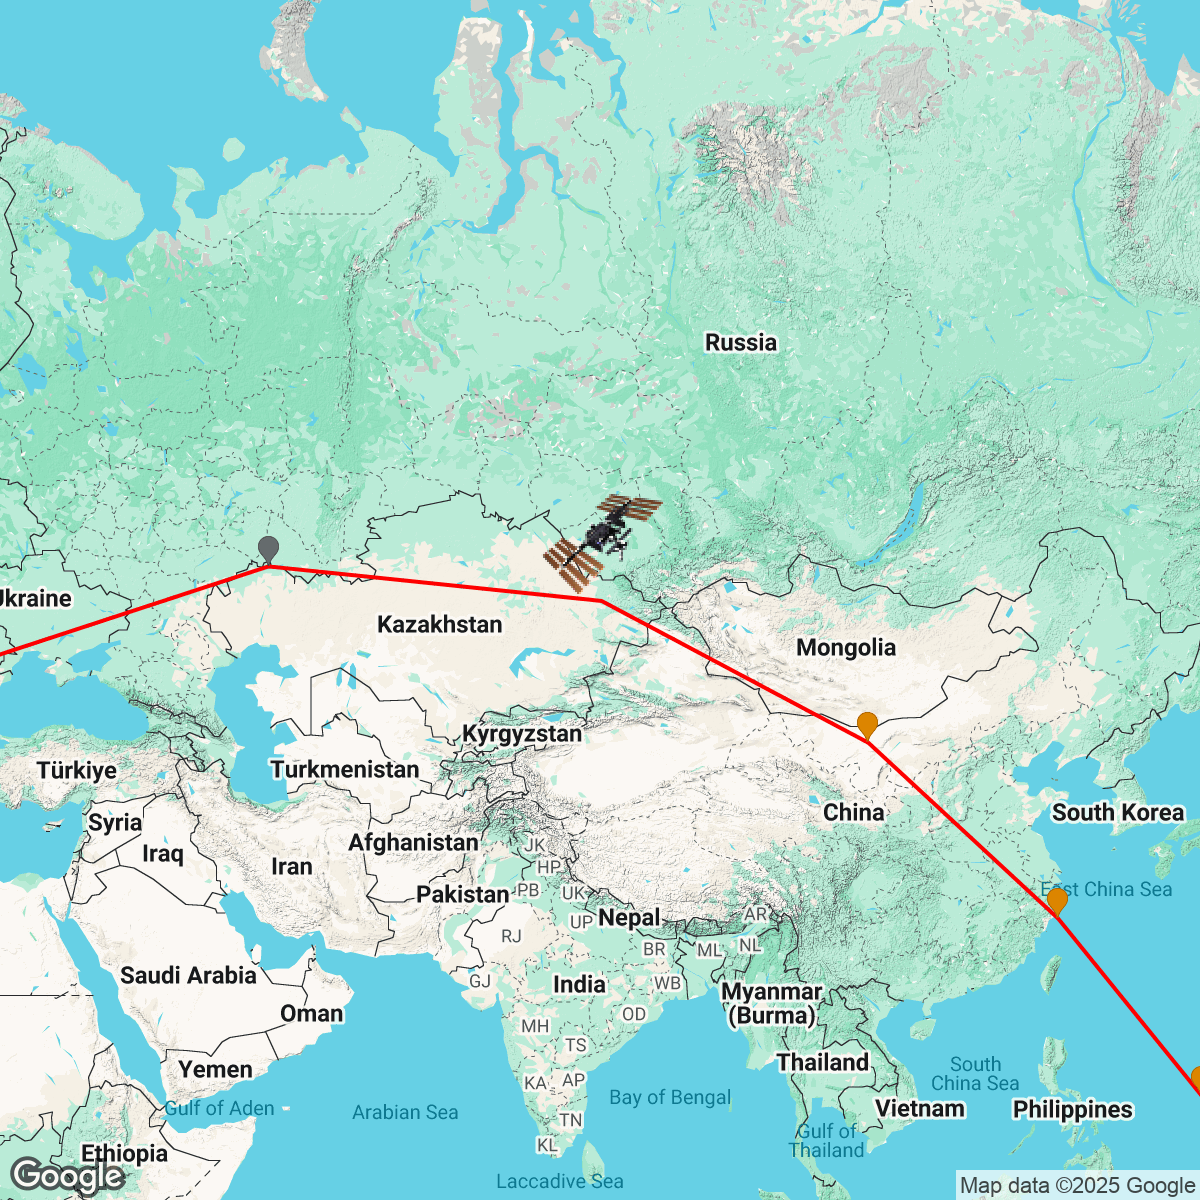 Russia
Ukraine
Kazakhstan
Mongolia
Kyrgyzstan
Türkiye
Turkmenistan
China
South Korea
Syria
Iraq
Afghanistan
JK
Iran
HP
Pakistan
PB
UK
East China Sea
Nepal
AR
UP
RJ
BR
ML
NL
Saudi Arabia
GJ
India
WB
Myanmar
(Burma)
Oman
OD
MH
TS
Yemen
Thailand
South
China Sea
KA
AP
Bay of Bengal
Gulf of Aden
Arabian Sea
TN
Vietnam
Philippines
KL
Gulf of
Thailand
Ethiopia
Laccadive Sea
Google
Map data ©2025 Google